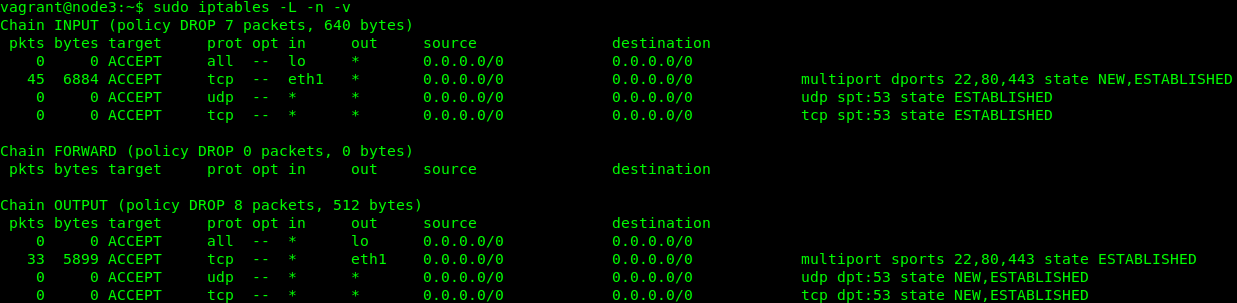 vagrant@node3:~$ sudo iptables -L -n -v
Chain INPUT (policy DROP 7 packets, 640 bytes)
 pkts bytes target     prot opt in     out     source               destination
    0     0 ACCEPT     all  --  lo     *       0.0.0.0/0            0.0.0.0/0
   45  6884 ACCEPT     tcp  --  eth1   *       0.0.0.0/0            0.0.0.0/0            multiport dports 22,80,443 state NEW,ESTABLISHED
    0     0 ACCEPT     udp  --  *      *       0.0.0.0/0            0.0.0.0/0            udp spt:53 state ESTABLISHED
    0     0 ACCEPT     tcp  --  *      *       0.0.0.0/0            0.0.0.0/0            tcp spt:53 state ESTABLISHED

Chain FORWARD (policy DROP 0 packets, 0 bytes)
 pkts bytes target     prot opt in     out     source               destination

Chain OUTPUT (policy DROP 8 packets, 512 bytes)
 pkts bytes target     prot opt in     out     source               destination
    0     0 ACCEPT     all  --  *      lo      0.0.0.0/0            0.0.0.0/0
   33  5899 ACCEPT     tcp  --  *      eth1    0.0.0.0/0            0.0.0.0/0            multiport sports 22,80,443 state ESTABLISHED
    0     0 ACCEPT     udp  --  *      *       0.0.0.0/0            0.0.0.0/0            udp dpt:53 state NEW,ESTABLISHED
    0     0 ACCEPT     tcp  --  *      *       0.0.0.0/0            0.0.0.0/0            tcp dpt:53 state NEW,ESTABLISHED